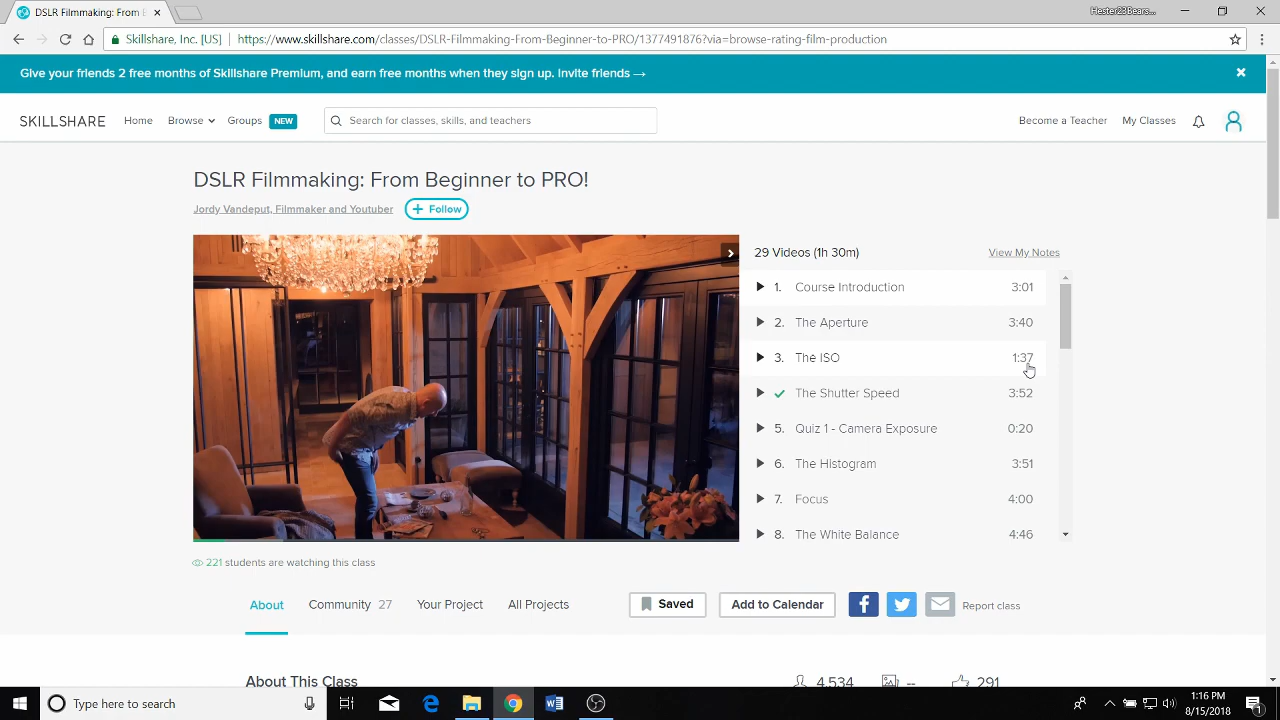 DSLR Filmmaking: From B
Hester23Bears...
Skillshare, Inc. [US] https://www.skillshare.com/classes/DSLR-Filmmaking-From-Beginner-to-PRO/1377491876?via=browse-rating-film-production
Give your friends 2 free months of Skillshare Premium, and earn free months when they sign up. Invite friends →
SKILLSHARE Home Browse Groups NEW Search for classes, skills, and teachers Become a Teacher My Classes
DSLR Filmmaking: From Beginner to PRO!
Jordy Vandeput, Filmmaker and Youtuber + Follow
29 Videos (1h 30m) View My Notes
1. Course Introduction 3:01
2. The Aperture 3:40
3. The ISO 1:37
The Shutter Speed 3:52
5. Quiz 1 - Camera Exposure 0:20
6. The Histogram 3:51
7. Focus 4:00
8. The White Balance 4:46
221 students are watching this class
About Community 27 Your Project All Projects Saved Add to Calendar Report class
About This Class 4,534 -- 291
Type here to search
1:16 PM
8/15/2018